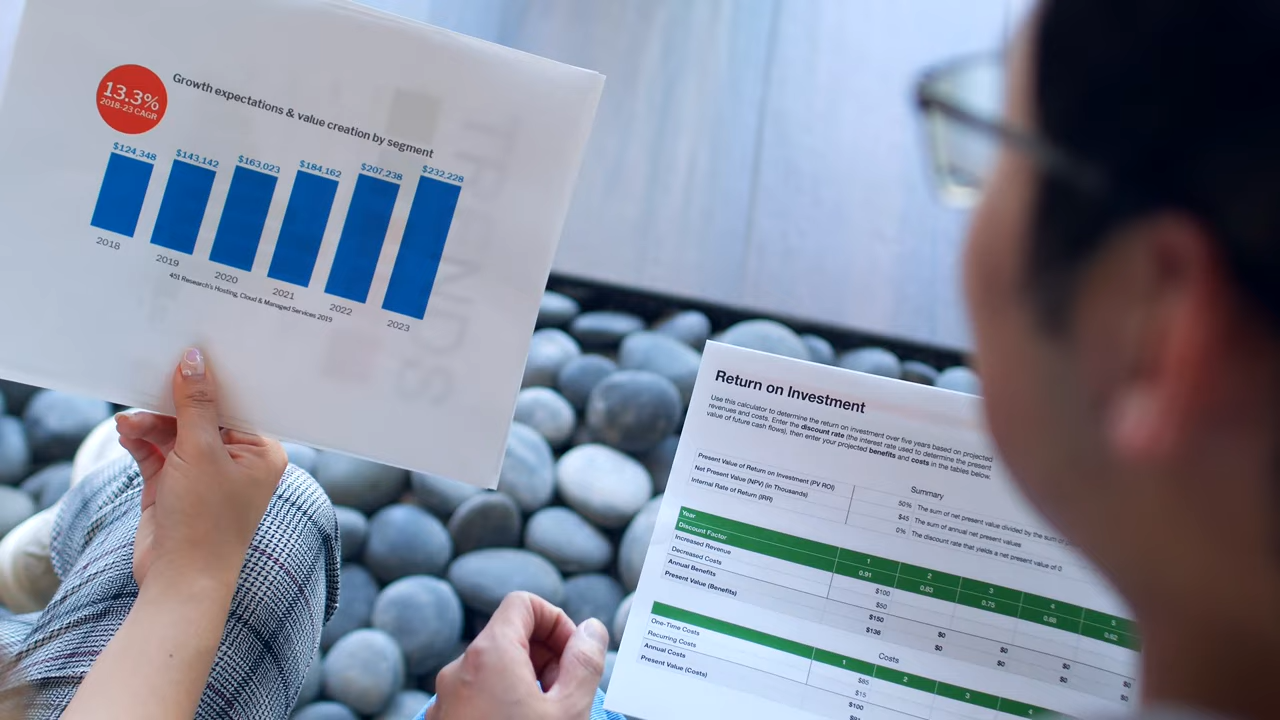 13.3%
2018-23 CAGR
Growth expectations & value creation by segment
$124,348 $143,142 $163,023 $184,162 $207,238 $232,228
2018 2019 2020 2021 2022 2023
451 Research's Hosting, Cloud & Managed Services 2019
TRENDS
Return on Investment
Use this calculator to determine the return on investment over five years based on projected
revenues and costs. Enter the discount rate (the interest rate used to determine the present
value of future cash flows), then enter your projected benefits and costs in the tables below.
Summary
Present Value of Return on Investment (PV ROI) 50% The sum of net present value divided by the sum of
Net Present Value (NPV) (in Thousands) $45 The sum of annual net present values
Internal Rate of Return (IRR) 0% The discount rate that yields a net present value of 0
Year 1 2 3 4 5
Discount Factor 0.91 0.83 0.75 0.68 0.62
Increased Revenue $100
Decreased Costs $50
Annual Benefits $150 $0 $0 $0
Present Value (Benefits) $136 $0 $0 $0
Costs
1 2 3 4
One-Time Costs $85
Recurring Costs $15
Annual Costs $100
Present Value (Costs)